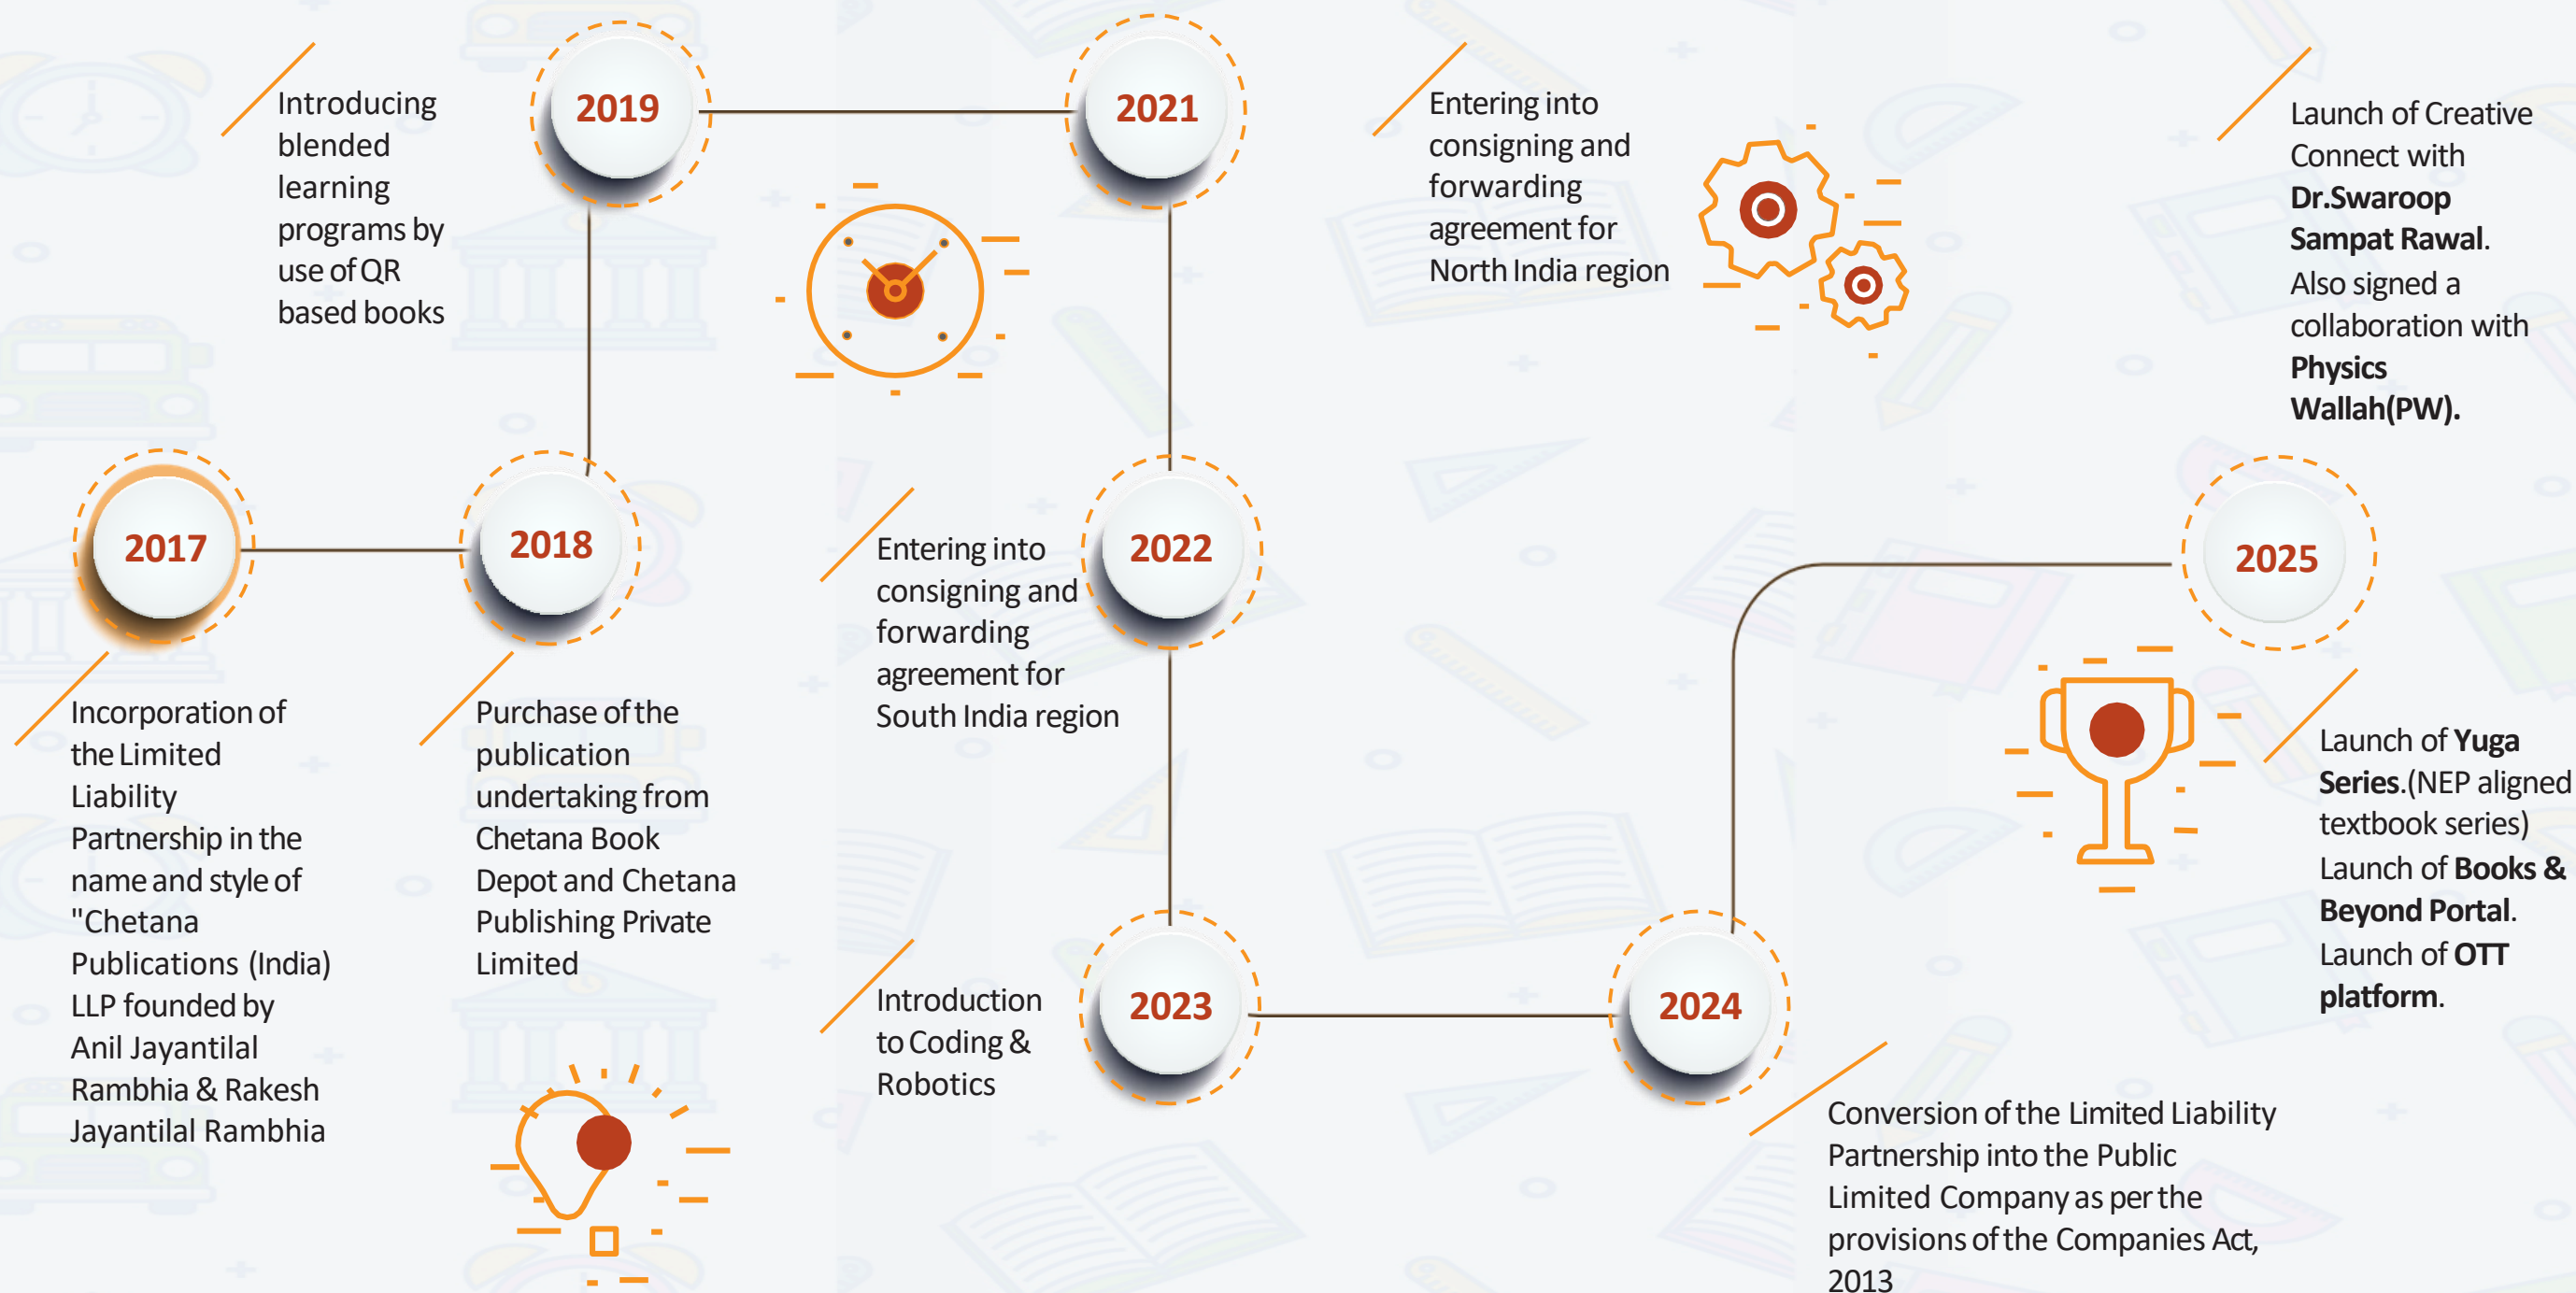 2017
Incorporation of
the Limited
Liability
Partnership in the
name and style of
"Chetana
Publications (India)
LLP founded by
Anil Jayantilal
Rambhia & Rakesh
Jayantilal Rambhia
2018
Purchase of the
publication
undertaking from
Chetana Book
Depot and Chetana
Publishing Private
Limited
2019
Introducing
blended
learning
programs by
use of QR
based books
2021
Entering into
consigning and
forwarding
agreement for
North India region
2022
Entering into
consigning and
forwarding
agreement for
South India region
2023
Introduction
to Coding &
Robotics
2024
Conversion of the Limited Liability
Partnership into the Public
Limited Company as per the
provisions of the Companies Act,
2013
2025
Launch of Creative
Connect with
Dr.Swaroop
Sampat Rawal.
Also signed a
collaboration with
Physics
Wallah(PW).
Launch of Yuga
Series.(NEP aligned
textbook series)
Launch of Books &
Beyond Portal.
Launch of OTT
platform.